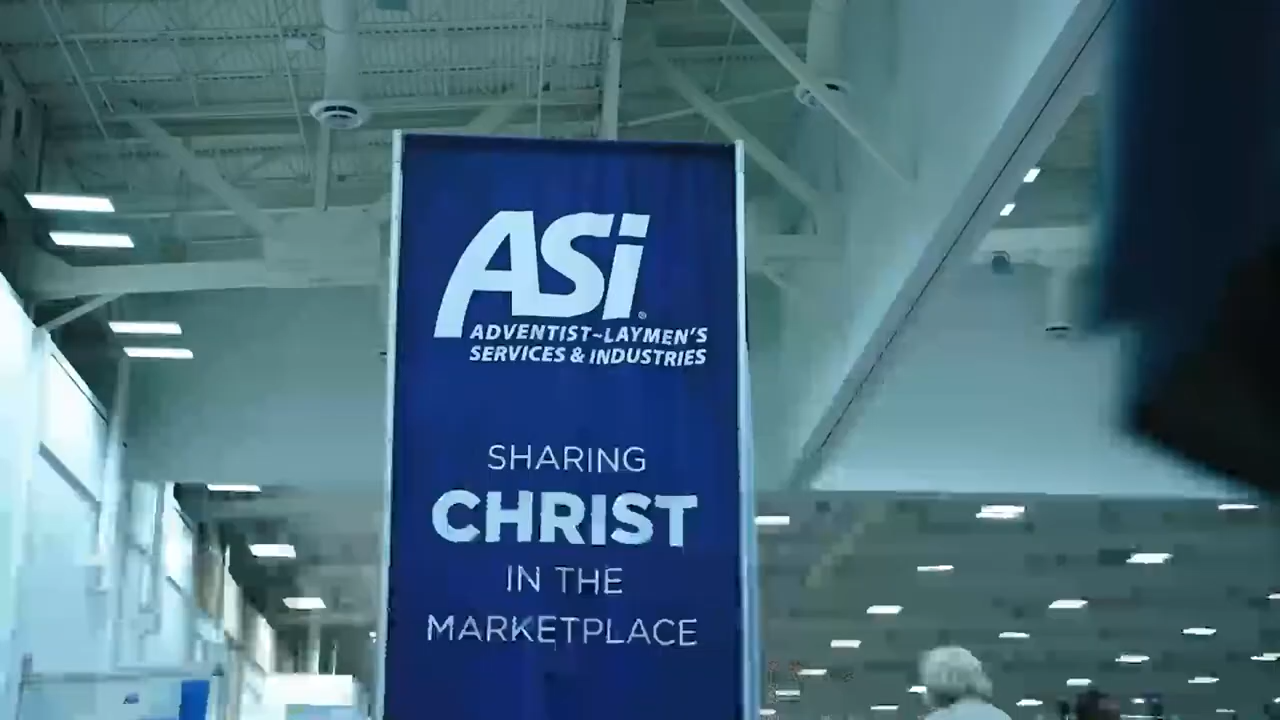 ASi®
ADVENTIST~LAYMEN'S
SERVICES & INDUSTRIES
SHARING
CHRIST
IN THE
MARKETPLACE